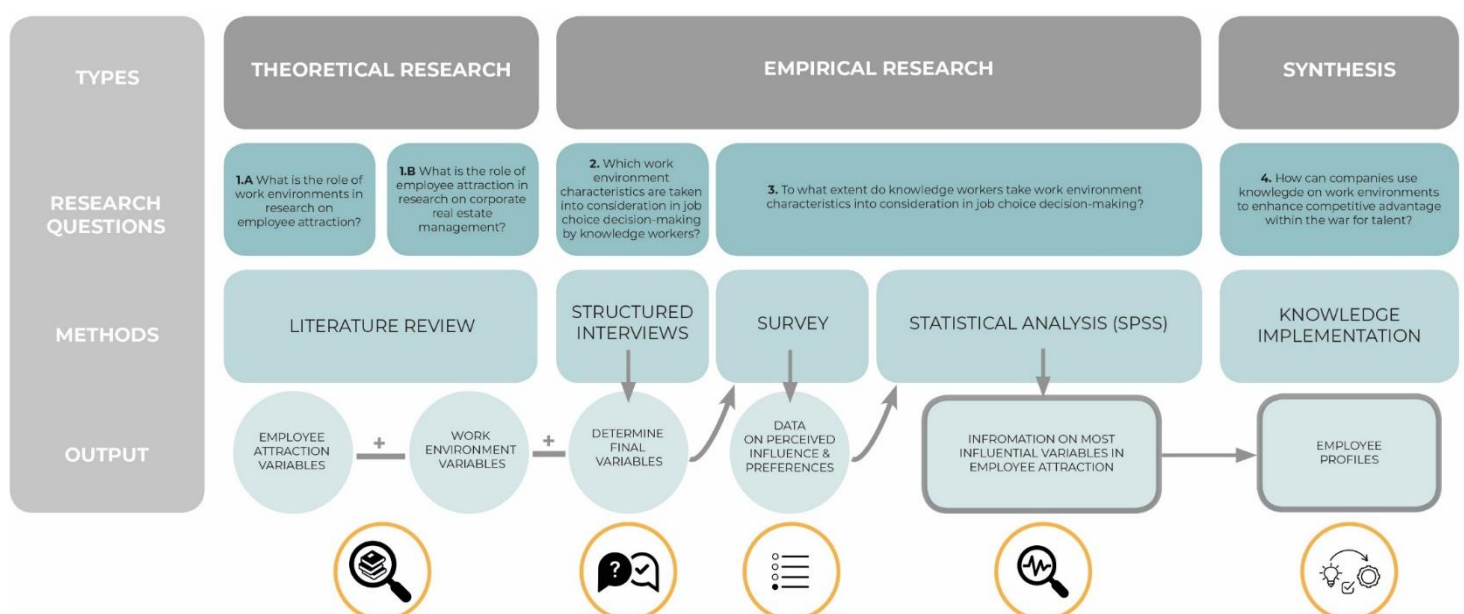 TYPES
THEORETICAL RESEARCH
EMPIRICAL RESEARCH
SYNTHESIS
RESEARCH
QUESTIONS
1.A What is the role of
work environments in
research on
employee attraction?
1.B What is the role of
employee attraction in
research on corporate
real estate
management?
2. Which work
environment
characteristics are taken
into consideration in job
choice decision-making
by knowledge workers?
3. To what extent do knowledge workers take work environment
characteristics into consideration in job choice decision-making?
4. How can companies use
knowlegde on work environments
to enhance competitive advantage
within the war for talent?
METHODS
LITERATURE REVIEW
STRUCTURED
INTERVIEWS
SURVEY
STATISTICAL ANALYSIS (SPSS)
KNOWLEDGE
IMPLEMENTATION
OUTPUT
EMPLOYEE
ATTRACTION
VARIABLES
+
WORK
ENVIRONMENT
VARIABLES
+
DETERMINE
FINAL
VARIABLES
DATA
ON PERCEIVED
INFLUENCE &
PREFERENCES
INFROMATION ON MOST
INFLUENTIAL VARIABLES IN
EMPLOYEE ATTRACTION
EMPLOYEE
PROFILES
?